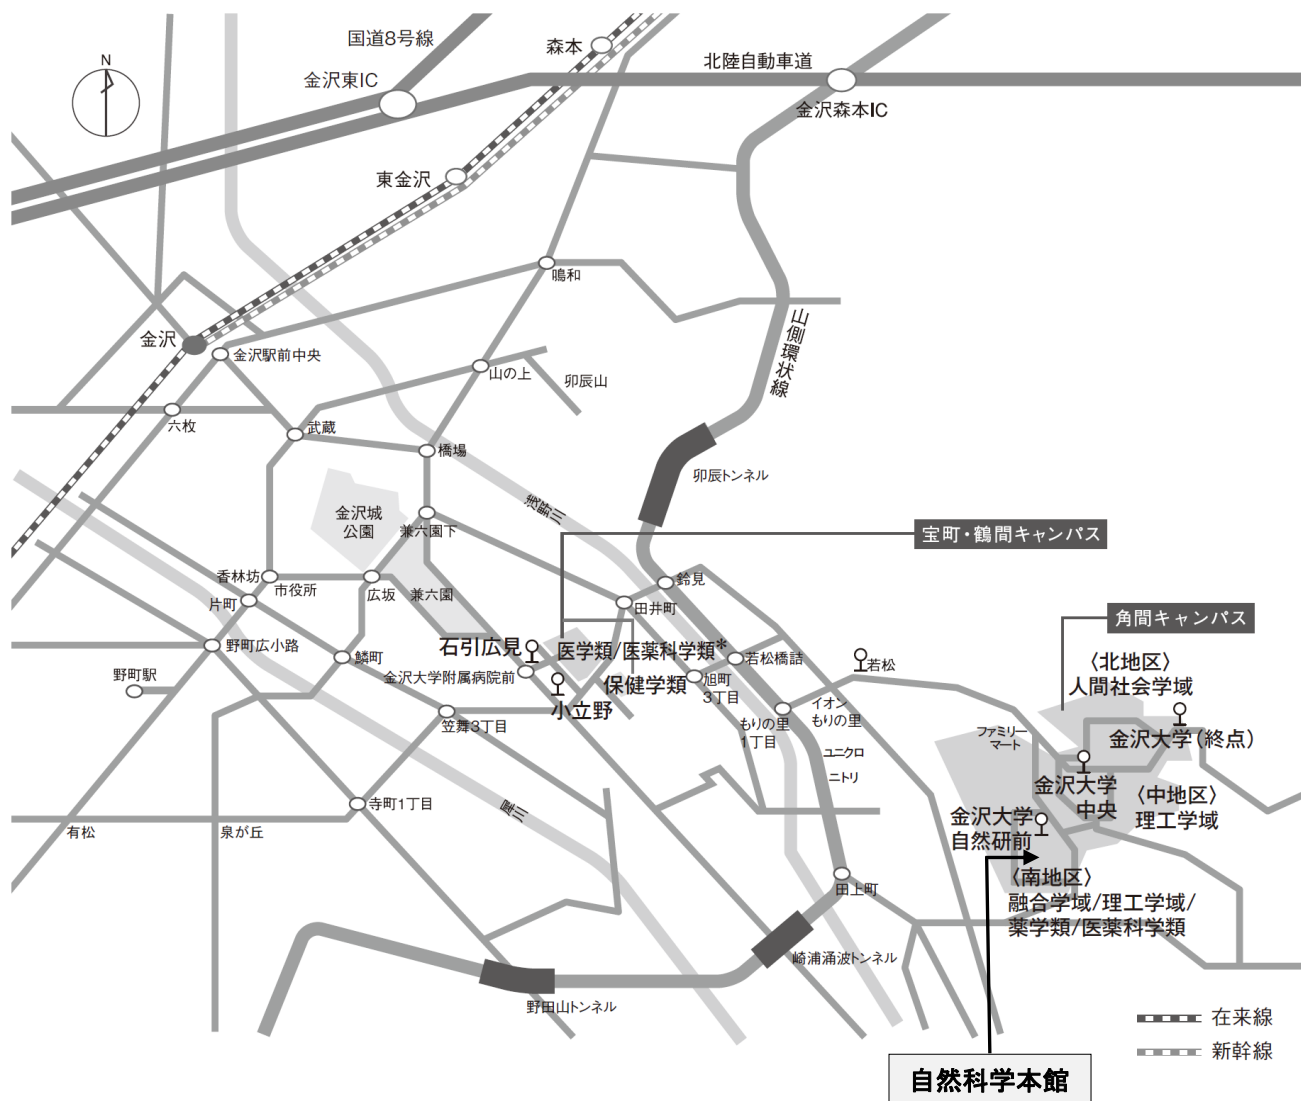 N
国道8号線
森本
北陸自動車道
金沢東IC
金沢森本IC
東金沢
鳴和
山側環状線
金沢
金沢駅前中央
山の上
卯辰山
六枚
武蔵
橋場
卯辰トンネル
金沢城
公園
浅野川
兼六園下
宝町・鶴間キャンパス
香林坊
市役所
広坂
兼六園
鈴見
片町
田井町
角間キャンパス
野町広小路
鱗町
石引広見
医学類/医薬科学類*
若松橋詰
若松
〈北地区〉
人間社会学域
野町駅
金沢大学附属病院前
保健学類
旭町
3丁目
小立野
笠舞3丁目
もりの里
1丁目
イオン
もりの里
ファミリー
マート
金沢大学(終点)
ユニクロ
ニトリ
金沢大学
中央
〈中地区〉
理工学域
寺町1丁目
犀川
金沢大学
自然研前
有松
泉が丘
田上町
〈南地区〉
融合学域/理工学域/
薬学類/医薬科学類
崎浦涌波トンネル
野田山トンネル
在来線
新幹線
自然科学本館